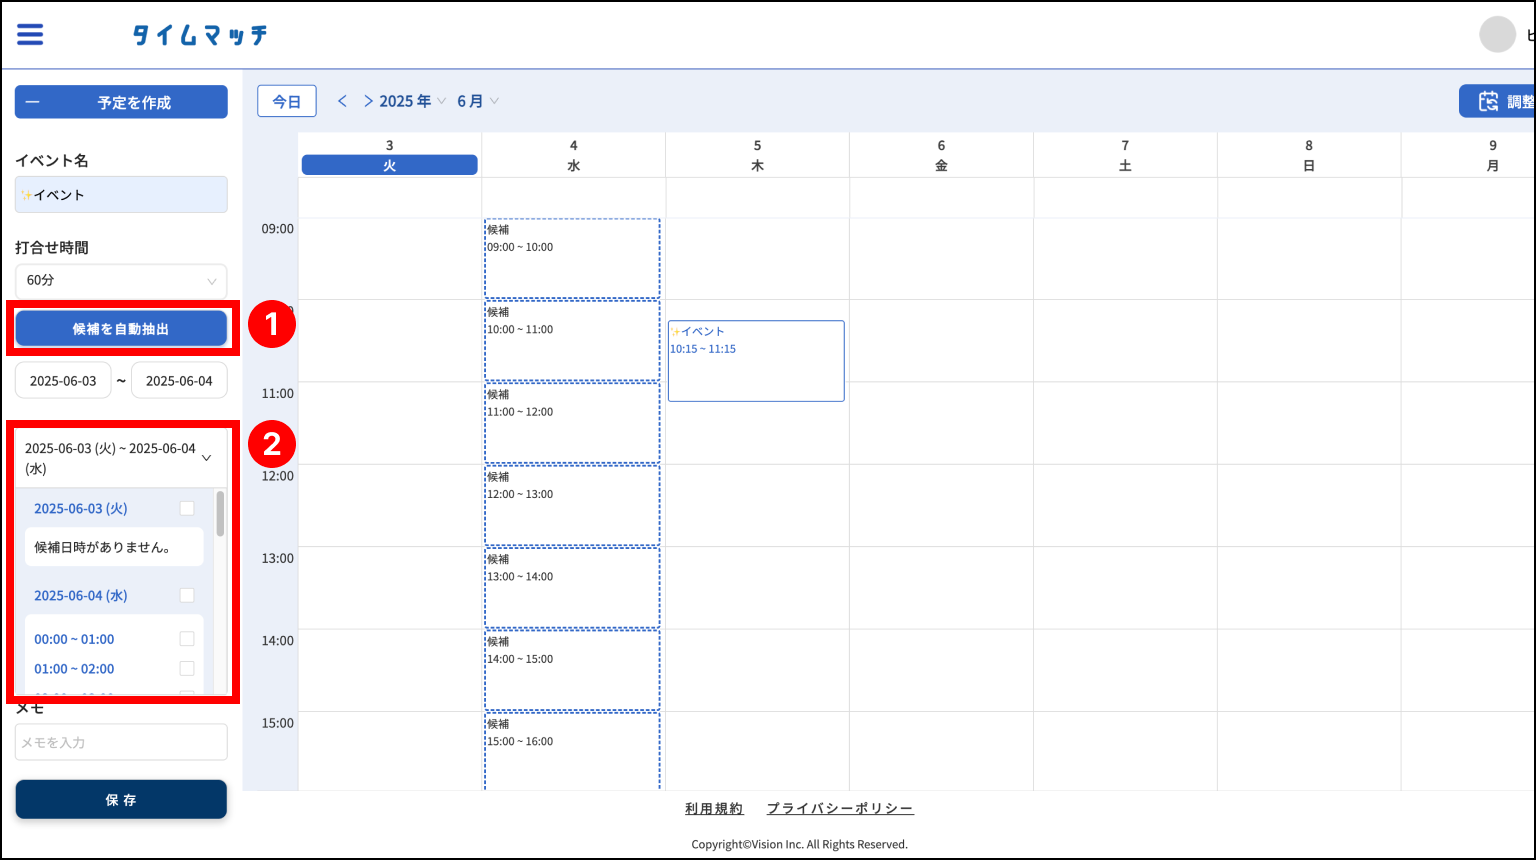 タイムマッチ
予定を作成
イベント名
✨イベント
打合せ時間
60分
候補を自動抽出
1
2025-06-03 ~ 2025-06-04
2
2025-06-03 (火) ~ 2025-06-04
(水)
2025-06-03 (火)
候補日時がありません。
2025-06-04 (水)
00:00 ~ 01:00
01:00 ~ 02:00
メモ
メモを入力
保存
今日 < > 2025 年 6 月
調整
3 4 5 6 7 8 9
火 水 木 金 土 日 月
09:00
11:00
12:00
13:00
14:00
15:00
候補
09:00 ~ 10:00
候補
10:00 ~ 11:00
候補
11:00 ~ 12:00
候補
12:00 ~ 13:00
候補
13:00 ~ 14:00
候補
14:00 ~ 15:00
候補
15:00 ~ 16:00
✨イベント
10:15 ~ 11:15
利用規約 プライバシーポリシー
Copyright©Vision Inc. All Rights Reserved.